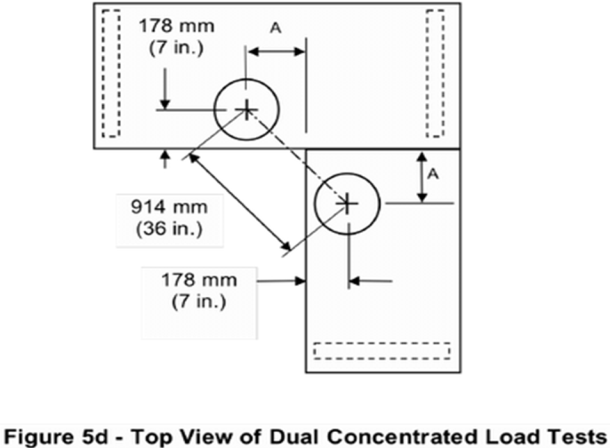 178 mm
(7 in.)
A
A
914 mm
(36 in.)
178 mm
(7 in.)
Figure 5d - Top View of Dual Concentrated Load Tests